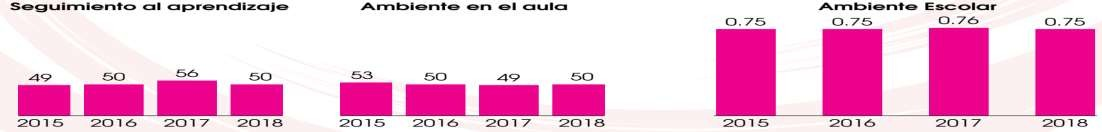 Seguimiento al aprendizaje
49 50 56 50
2015 2016 2017 2018
Ambiente en el aula
53 50 49 50
2015 2016 2017 2018
Ambiente Escolar
0.75 0.75 0.76 0.75
2015 2016 2017 2018